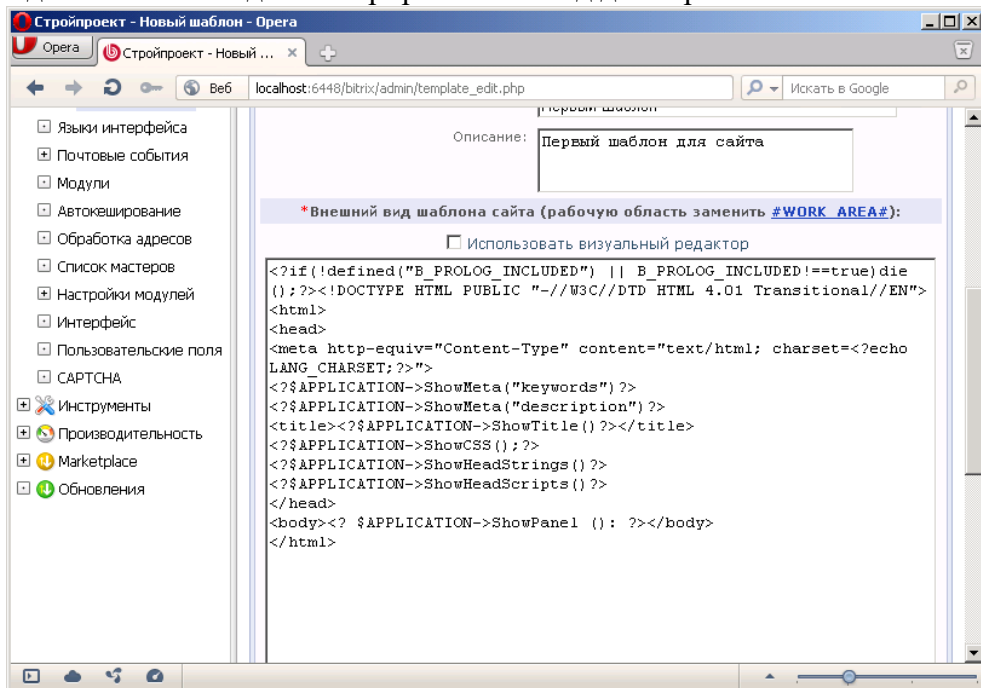 Стройпроект - Новый шаблон - Opera
Opera
Стройпроект - Новый ...
Веб
localhost:6448/bitrix/admin/template_edit.php
Искать в Google
Языки интерфейса
Почтовые события
Модули
Автокеширование
Обработка адресов
Список мастеров
Настройки модулей
Интерфейс
Пользовательские поля
CAPTCHA
Инструменты
Производительность
Marketplace
Обновления
Первый шаблон
Описание:
Первый шаблон для сайта
*Внешний вид шаблона сайта (рабочую область заменить #WORK_AREA#):
Использовать визуальный редактор
<?if(!defined("B_PROLOG_INCLUDED") || B_PROLOG_INCLUDED!==true)die
();?><!DOCTYPE HTML PUBLIC "-//W3C//DTD HTML 4.01 Transitional//EN">
<html>
<head>
<meta http-equiv="Content-Type" content="text/html; charset=<?echo
LANG_CHARSET;?>">
<?$APPLICATION->ShowMeta("keywords")?>
<?$APPLICATION->ShowMeta("description")?>
<title><?$APPLICATION->ShowTitle()?></title>
<?$APPLICATION->ShowCSS();?>
<?$APPLICATION->ShowHeadStrings()?>
<?$APPLICATION->ShowHeadScripts()?>
</head>
<body><? $APPLICATION->ShowPanel (): ?></body>
</html>